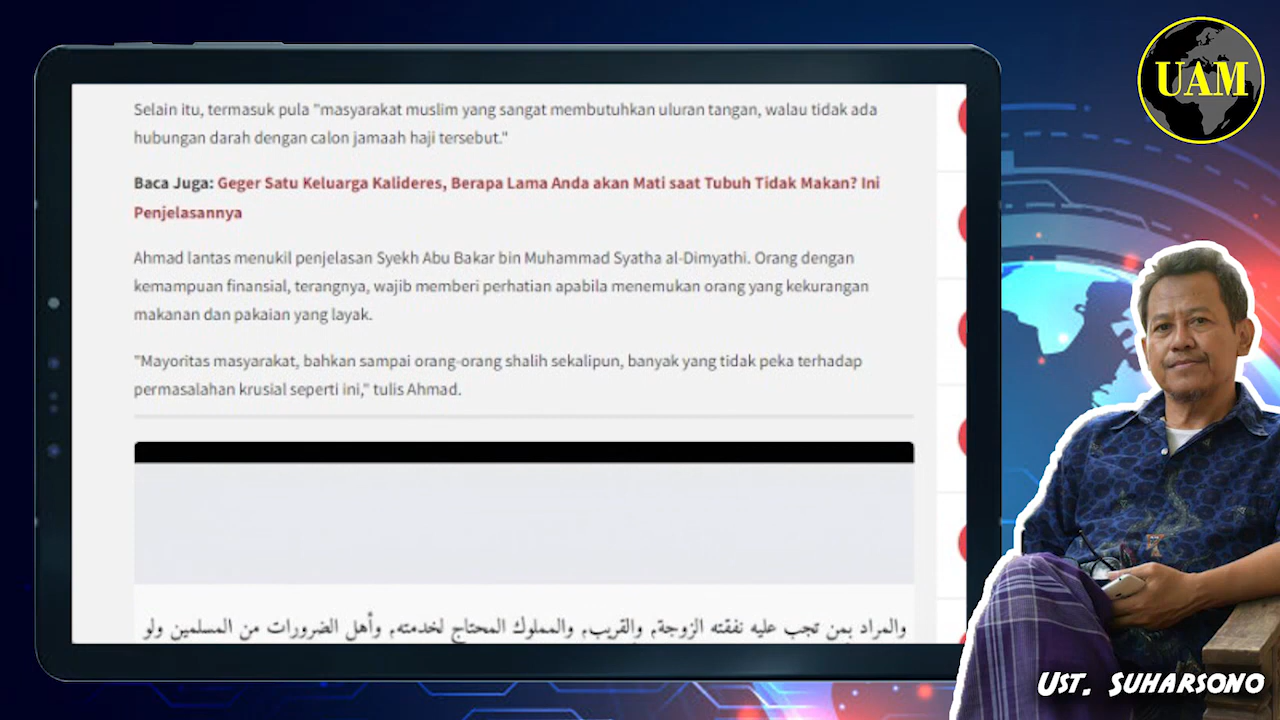 Selain itu, termasuk pula "masyarakat muslim yang sangat membutuhkan uluran tangan, walau tidak ada
hubungan darah dengan calon jamaah haji tersebut."
Baca Juga: Geger Satu Keluarga Kalideres, Berapa Lama Anda akan Mati saat Tubuh Tidak Makan? Ini
Penjelasannya
Ahmad lantas menukil penjelasan Syekh Abu Bakar bin Muhammad Syatha al-Dimyathi. Orang dengan
kemampuan finansial, terangnya, wajib memberi perhatian apabila menemukan orang yang kekurangan
makanan dan pakaian yang layak.
"Mayoritas masyarakat, bahkan sampai orang-orang shalih sekalipun, banyak yang tidak peka terhadap
permasalahan krusial seperti ini," tulis Ahmad.
والمراد بمن تجب عليه نفقته الزوجة، والقريب، والمملوك المحتاج لخدمته، وأهل الضرورات من المسلمين ولو
UAM
Ust. Suharsono